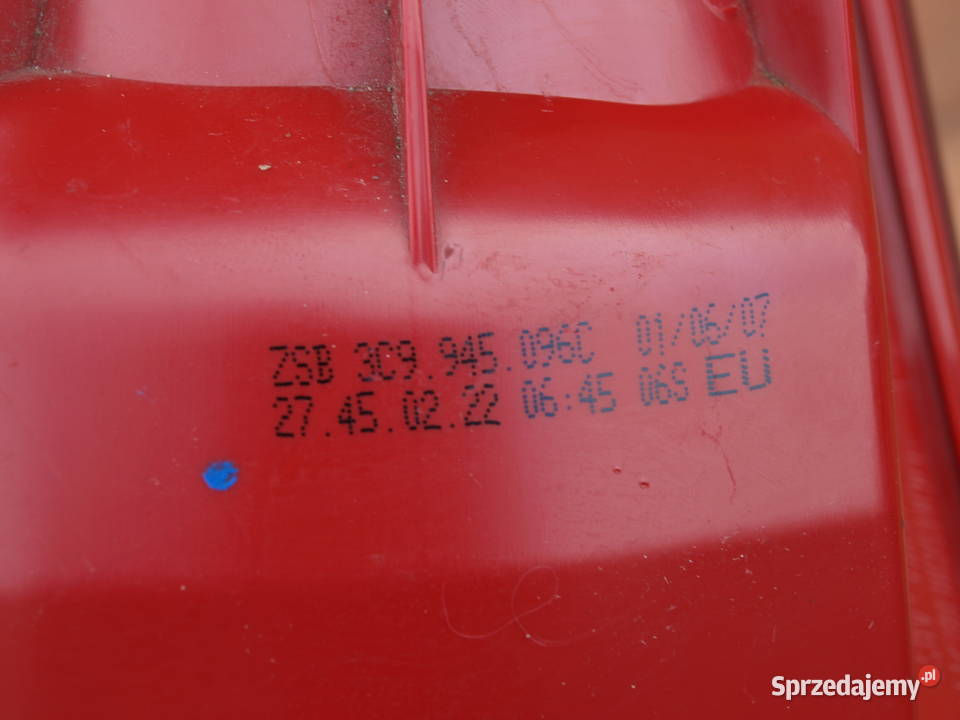 ZSB 3C9 945.096C 01/06/07
27.45.02.22 06:45 06S EU
Sprzedajemy.pl